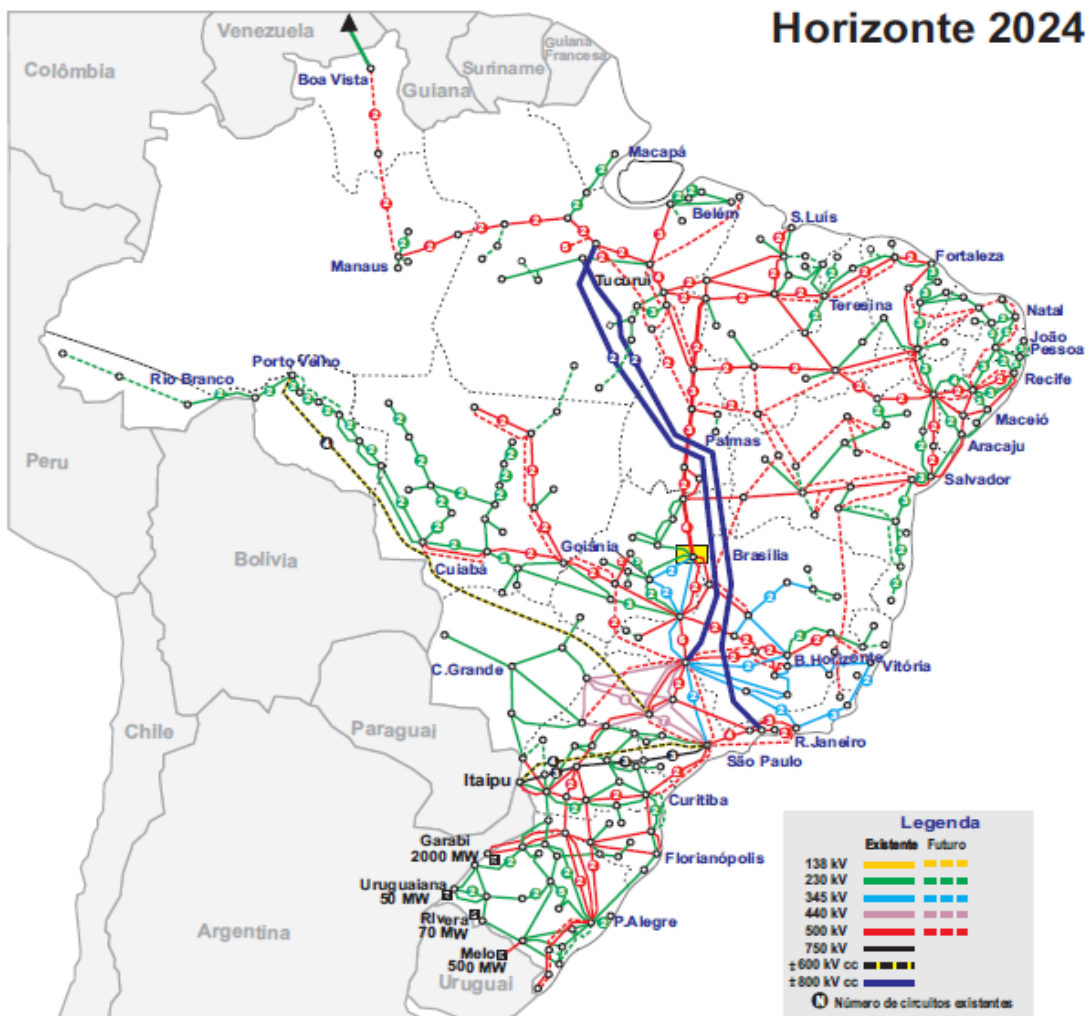 Horizonte 2024
Venezuela
Guiana
Francesa
Suriname
Colômbia
Boa Vista
Guiana
Macapá
Belém
S.Luís
Fortaleza
Manaus
Tucuruí
Teresina
Natal
João
Pessoa
Porto Velho
Rio Branco
Recife
Maceió
Palmas
Aracaju
Peru
Salvador
Goiânia
Brasília
Bolivia
Cuiabá
B.Horizonte
Vitória
C.Grande
Chile
Paraguai
R.Janeiro
São Paulo
Itaipu
Curitiba
Garabi
2000 MW
Florianópolis
Uruguaiana
50 MW
Rivera
70 MW
P.Alegre
Argentina
Melo
500 MW
Uruguai
Legenda
Existente Futuro
138 kV
230 kV
345 kV
440 kV
500 kV
750 kV
±600 kV cc
±800 kV cc
N Número de circuitos existentes